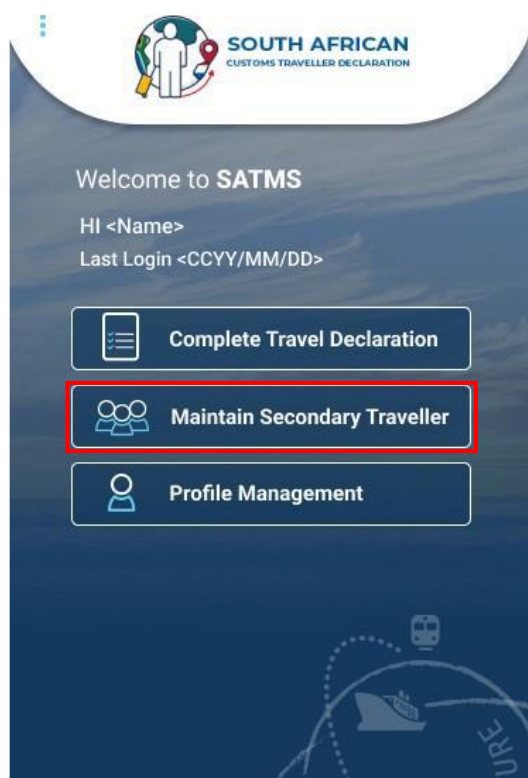 SOUTH AFRICAN
CUSTOMS TRAVELLER DECLARATION
Welcome to SATMS
HI <Name>
Last Login <CCYY/MM/DD>
Complete Travel Declaration
Maintain Secondary Traveller
Profile Management
URE